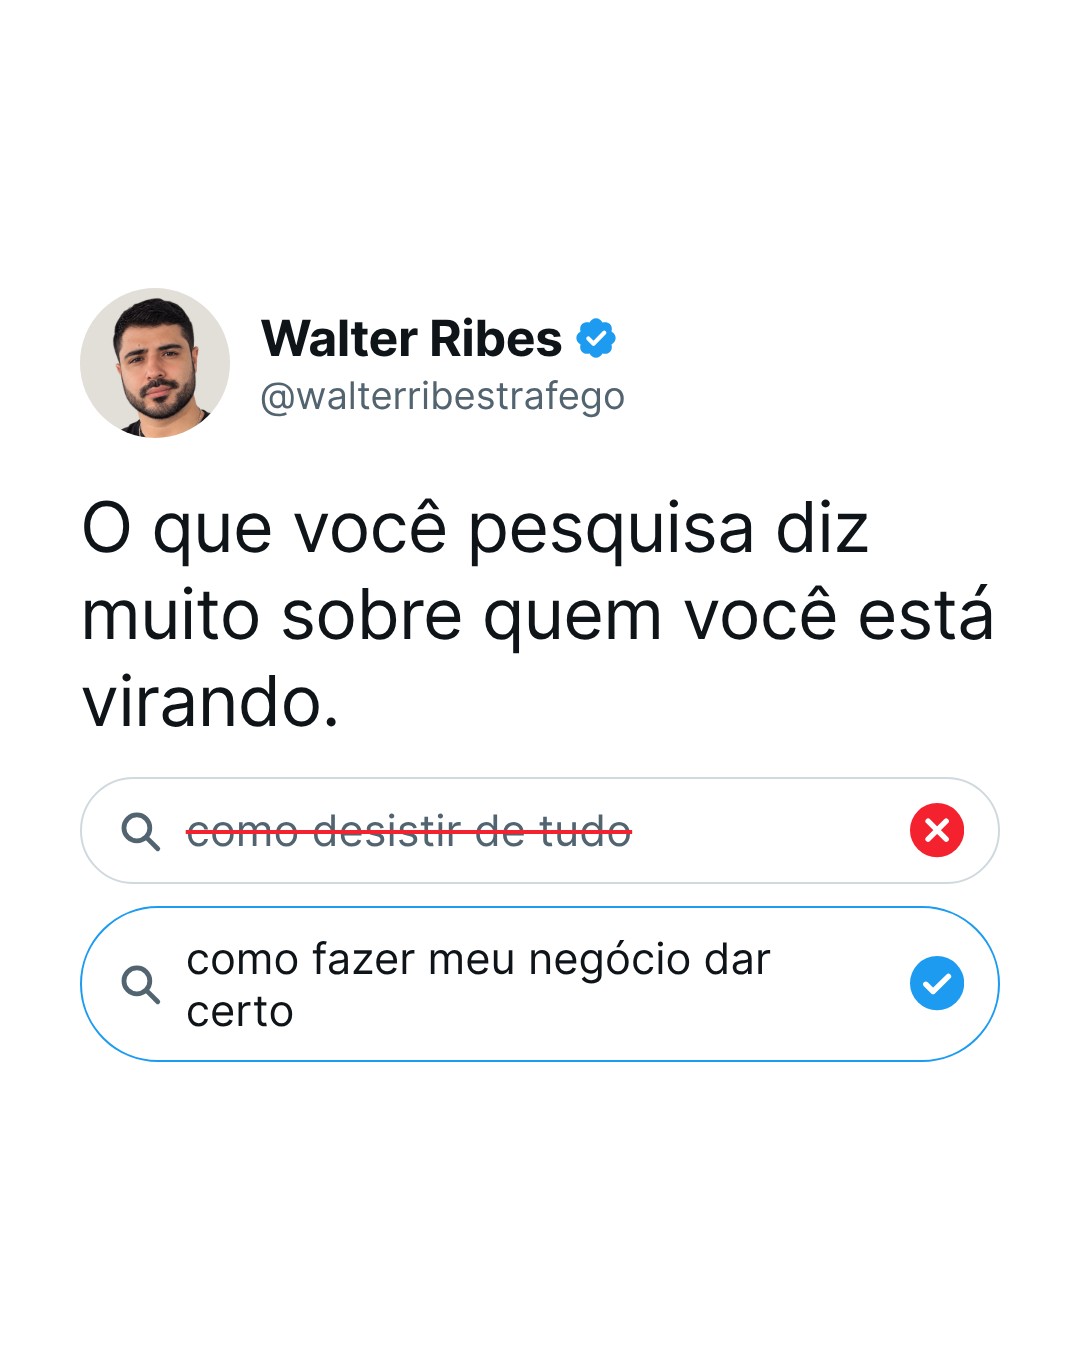 Walter Ribes
@walterribestrafego
O que você pesquisa diz
muito sobre quem você está
virando.
como desistir de tudo
como fazer meu negócio dar
certo